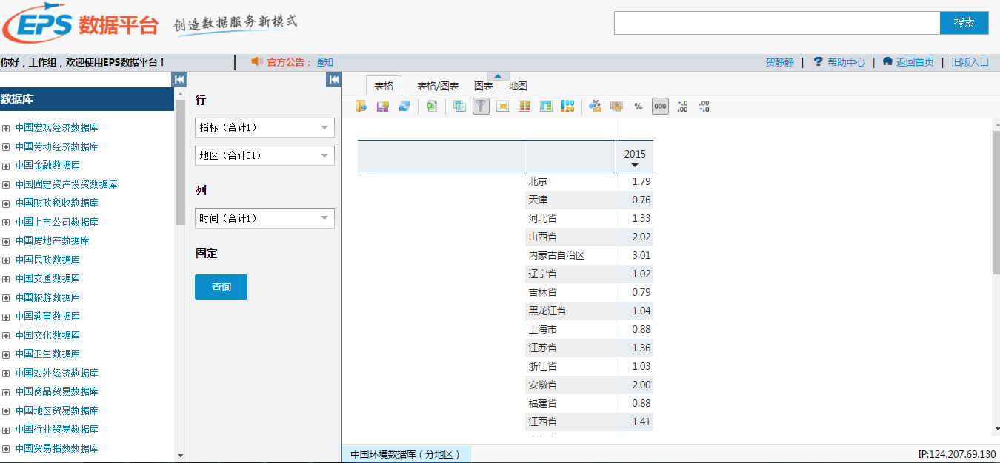 EPS 数据平台 创造数据服务新模式
搜索
你好，工作组，欢迎使用EPS数据平台！
官方公告： 通知
贺静静 | ? 帮助中心 | 返回首页 | 旧版入口
数据库
中国宏观经济数据库
中国劳动经济数据库
中国金融数据库
中国固定资产投资数据库
中国财政税收数据库
中国上市公司数据库
中国房地产数据库
中国民政数据库
中国交通数据库
中国旅游数据库
中国教育数据库
中国文化数据库
中国卫生数据库
中国对外经济数据库
中国商品贸易数据库
中国地区贸易数据库
中国行业贸易数据库
中国贸易指数数据库
行
指标（合计1）
地区（合计31）
列
时间（合计1）
固定
查询
表格 表格/图表 图表 地图
% 000 .0 .00 .00 .0
2015
北京 1.79
天津 0.76
河北省 1.33
山西省 2.02
内蒙古自治区 3.01
辽宁省 1.02
吉林省 0.79
黑龙江省 1.04
上海市 0.88
江苏省 1.36
浙江省 1.03
安徽省 2.00
福建省 0.88
江西省 1.41
中国环境数据库（分地区）
IP:124.207.69.130